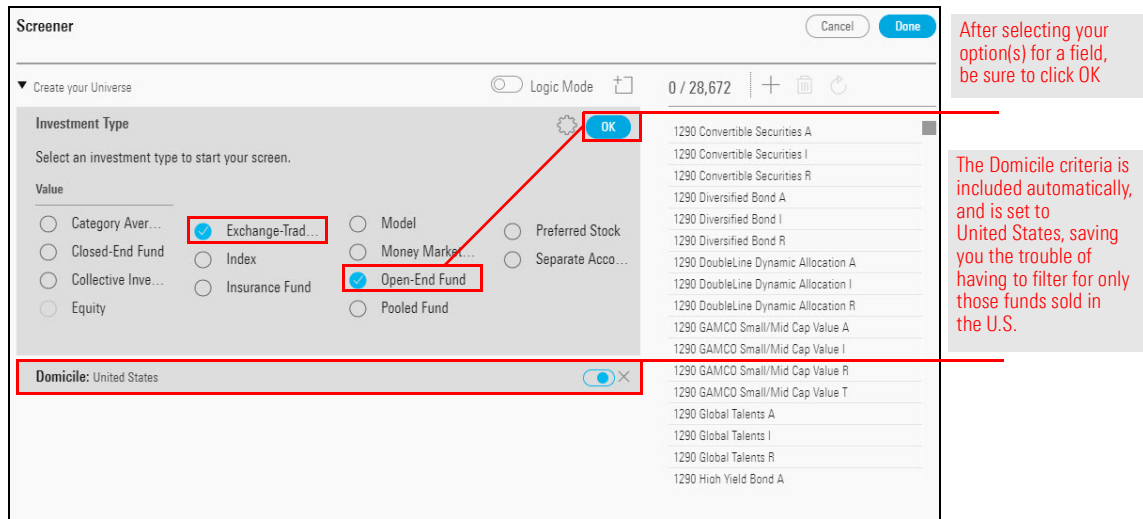 Screener
Cancel
Done
Create your Universe
Logic Mode
0 / 28,672
Investment Type
OK
Select an investment type to start your screen.
Value
Category Aver...
Closed-End Fund
Collective Inve...
Equity
Exchange-Trad...
Index
Insurance Fund
Model
Money Market...
Open-End Fund
Pooled Fund
Preferred Stock
Separate Acco...
Domicile: United States
1290 Convertible Securities A
1290 Convertible Securities I
1290 Convertible Securities R
1290 Diversified Bond A
1290 Diversified Bond I
1290 Diversified Bond R
1290 DoubleLine Dynamic Allocation A
1290 DoubleLine Dynamic Allocation I
1290 DoubleLine Dynamic Allocation R
1290 GAMCO Small/Mid Cap Value A
1290 GAMCO Small/Mid Cap Value I
1290 GAMCO Small/Mid Cap Value R
1290 GAMCO Small/Mid Cap Value T
1290 Global Talents A
1290 Global Talents I
1290 Global Talents R
1290 High Yield Bond A
After selecting your
option(s) for a field,
be sure to click OK
The Domicile criteria is
included automatically,
and is set to
United States, saving
you the trouble of
having to filter for only
those funds sold in
the U.S.